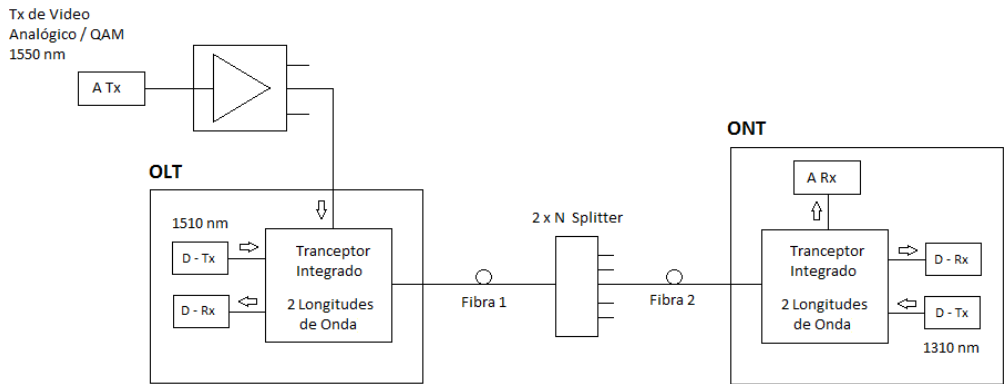 Tx de Video
Analógico / QAM
1550 nm
A Tx
OLT
1510 nm
D - Tx
D - Rx
Tranceptor
Integrado
2 Longitudes
de Onda
Fibra 1
2 x N Splitter
Fibra 2
ONT
A Rx
Tranceptor
Integrado
2 Longitudes
de Onda
D - Rx
D - Tx
1310 nm